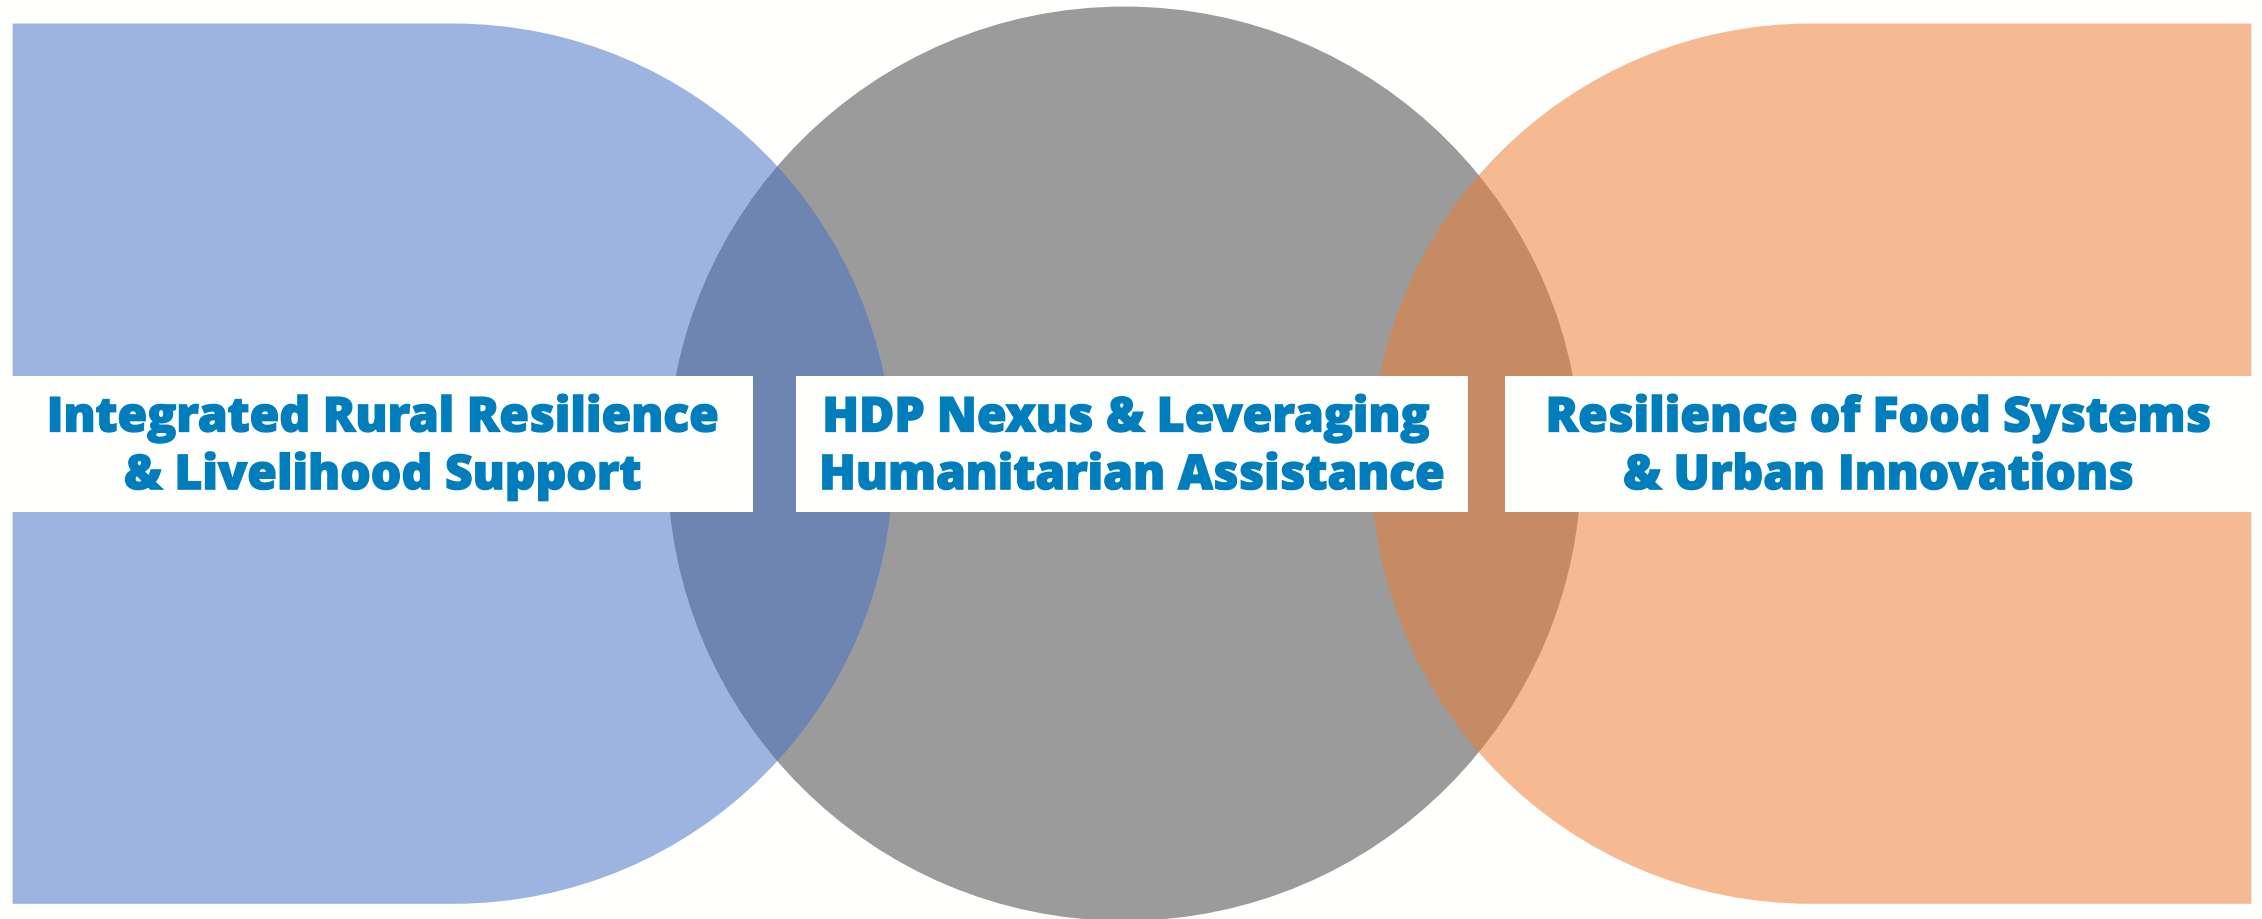 Integrated Rural Resilience
& Livelihood Support
HDP Nexus & Leveraging
Humanitarian Assistance
Resilience of Food Systems
& Urban Innovations